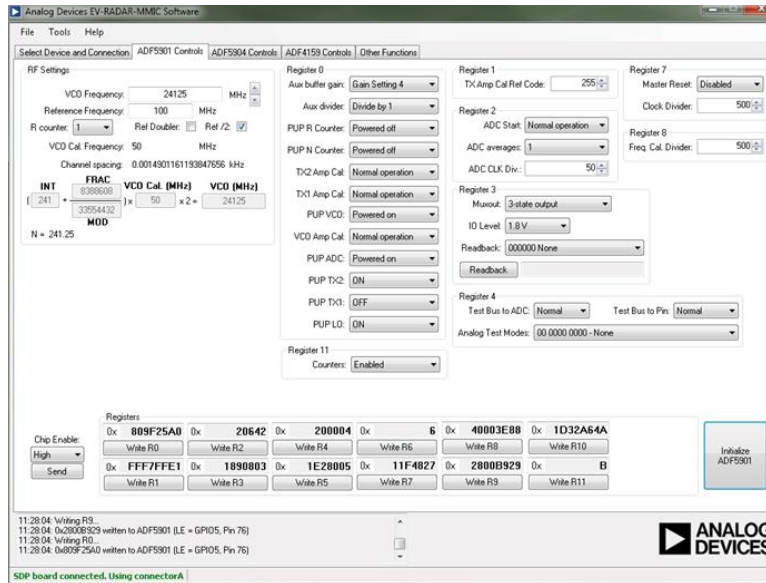 Analog Devices EV-RADAR-MMIC Software
File Tools Help
Select Device and Connection ADF5901 Controls ADF5904 Controls ADF4159 Controls Other Functions
RF Settings
VCO Frequency: 24125 MHz
Reference Frequency: 100 MHz
R counter: 1 Ref Doubler: Ref /2:
VCO Cal. Frequency: 50 MHz
Channel spacing: 0.0014901161193847656 kHz
INT FRAC VCO Cal. (MHz) VCO (MHz)
( 241 + 8388608 ) x 50 x 2 = 24125
33554432
MOD
N = 241.25
Register 0
Aux buffer gain: Gain Setting 4
Aux divider: Divide by 1
PUP R Counter: Powered off
PUP N Counter: Powered off
TX2 Amp Cal: Normal operation
TX1 Amp Cal: Normal operation
PUP VCO: Powered on
VCO Amp Cal: Normal operation
PUP ADC: Powered on
PUP TX2: ON
PUP TX1: OFF
PUP LO: ON
Register 11
Counters: Enabled
Register 1
TX Amp Cal Ref Code: 255
Register 2
ADC Start: Normal operation
ADC averages: 1
ADC CLK Div.: 50
Register 3
Muxout: 3-state output
IO Level: 1.8 V
Readback: 000000 None
Readback
Register 4
Test Bus to ADC: Normal Test Bus to Pin: Normal
Analog Test Modes: 00 0000 0000 - None
Register 7
Master Reset: Disabled
Clock Divider: 500
Register 8
Freq. Cal. Divider: 500
Chip Enable:
High
Send
Registers
0x 809F25A0 0x 20642 0x 200004 0x 6 0x 40003E88 0x 1D32A64A
Write R0 Write R2 Write R4 Write R6 Write R8 Write R10
0x FFF7FFE1 0x 1890803 0x 1E28005 0x 11F4827 0x 2800B929 0x B
Write R1 Write R3 Write R5 Write R7 Write R9 Write R11
Initialize
ADF5901
11:28:04: Writing R9...
11:28:04: 0x2800B929 written to ADF5901 (LE = GPIO5, Pin 76)
11:28:04: Writing R0...
11:28:04: 0x809F25A0 written to ADF5901 (LE = GPIO5, Pin 76)
ANALOG
DEVICES
SDP board connected. Using connectorA